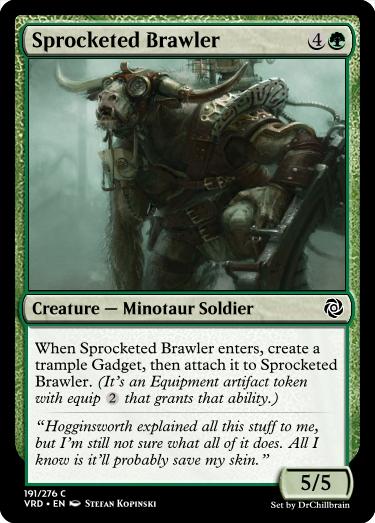 Sprocketed Brawler 4
Creature — Minotaur Soldier
When Sprocketed Brawler enters, create a
trample Gadget, then attach it to Sprocketed
Brawler. (It's an Equipment artifact token
with equip 2 that grants that ability.)
“Hogginsworth explained all this stuff to me,
but I'm still not sure what all of it does. All I
know is it'll probably save my skin.”
5/5
191/276 C
VRD • EN Stefan Kopinski
Set by DrChillbrain